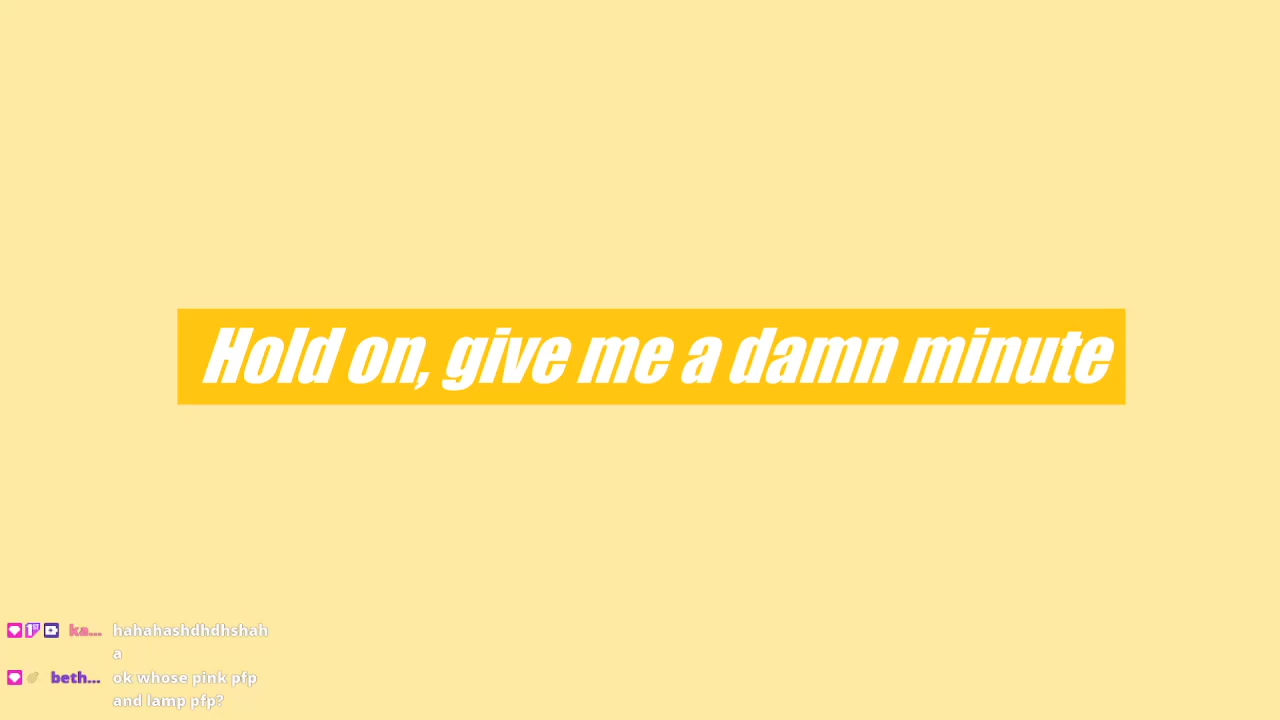 Hold on, give me a damn minute
ka... hahahashdhdhshah
a
beth... ok whose pink pfp
and lamp pfp?